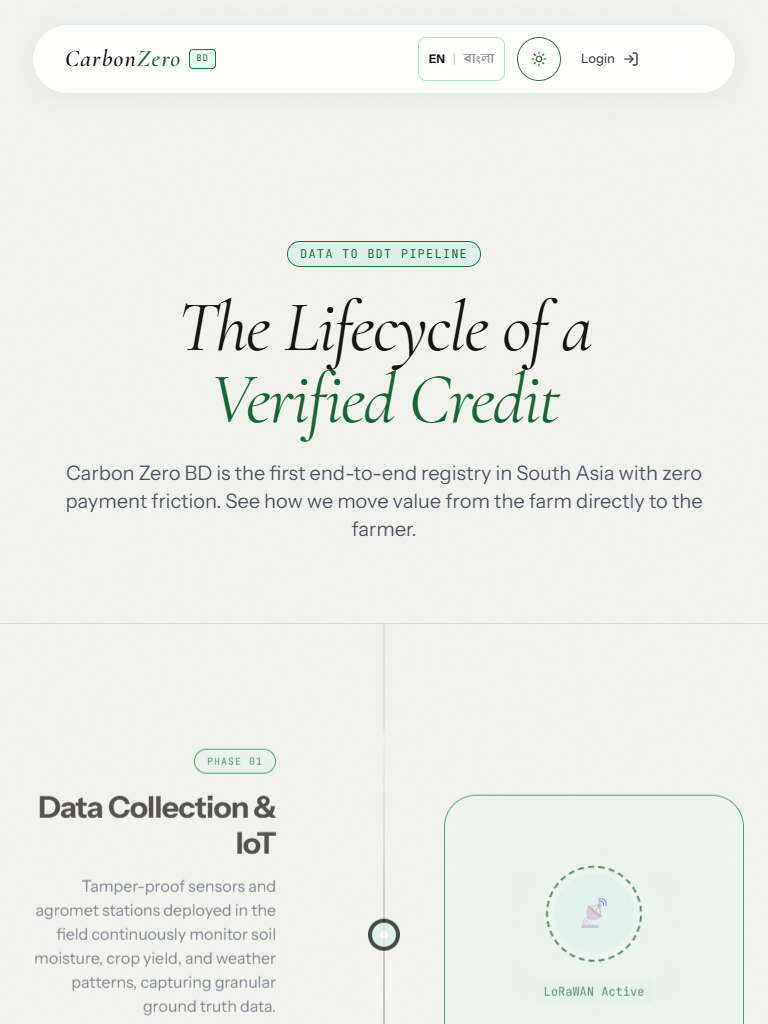 CarbonZero BD
EN | বাংলা
Login
DATA TO BDT PIPELINE
The Lifecycle of a
Verified Credit
Carbon Zero BD is the first end-to-end registry in South Asia with zero
payment friction. See how we move value from the farm directly to the
farmer.
PHASE 01
Data Collection &
IoT
Tamper-proof sensors and
agromet stations deployed in the
field continuously monitor soil
moisture, crop yield, and weather
patterns, capturing granular
ground truth data.
LoRaWAN Active